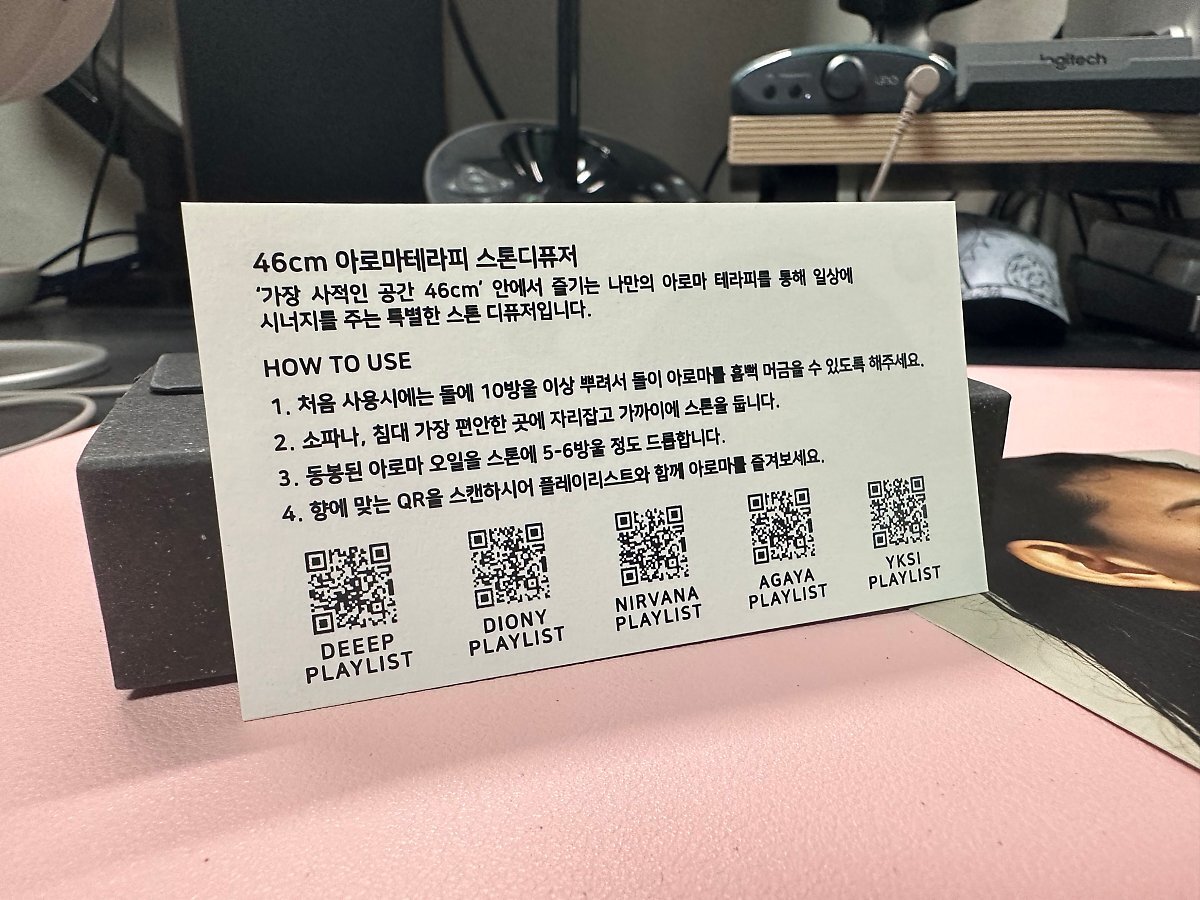 logitech
UNO
46cm 아로마테라피 스톤디퓨저
‘가장 사적인 공간 46cm’ 안에서 즐기는 나만의 아로마 테라피를 통해 일상에
시너지를 주는 특별한 스톤 디퓨저입니다.
HOW TO USE
1. 처음 사용시에는 돌에 10방울 이상 뿌려서 돌이 아로마를 흠뻑 머금을 수 있도록 해주세요.
2. 소파나, 침대 가장 편안한 곳에 자리잡고 가까이에 스톤을 둡니다.
3. 동봉된 아로마 오일을 스톤에 5-6방울 정도 드롭합니다.
4. 향에 맞는 QR을 스캔하시어 플레이리스트와 함께 아로마를 즐겨보세요.
DEEEP
PLAYLIST
DIONY
PLAYLIST
NIRVANA
PLAYLIST
AGAYA
PLAYLIST
YKSI
PLAYLIST